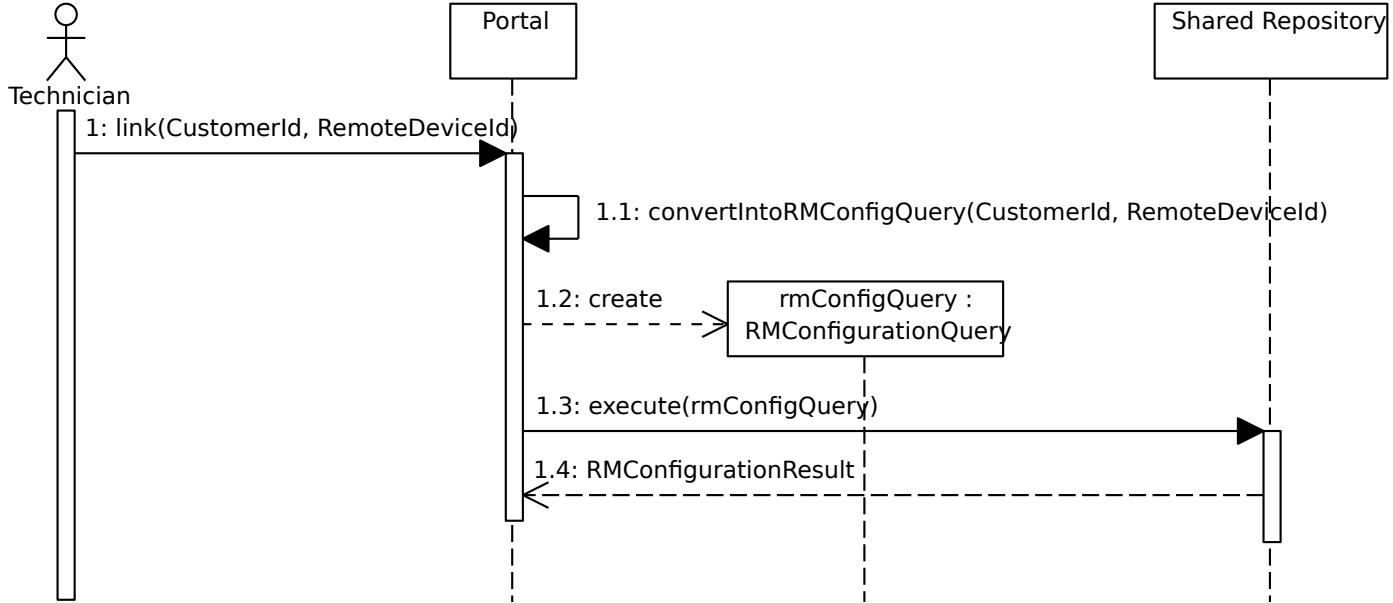 Portal
Shared Repository
Technician
1: link(CustomerId, RemoteDeviceId)
1.1: convertIntoRMConfigQuery(CustomerId, RemoteDeviceId)
1.2: create
rmConfigQuery :
RMConfigurationQuery
1.3: execute(rmConfigQuery)
1.4: RMConfigurationResult